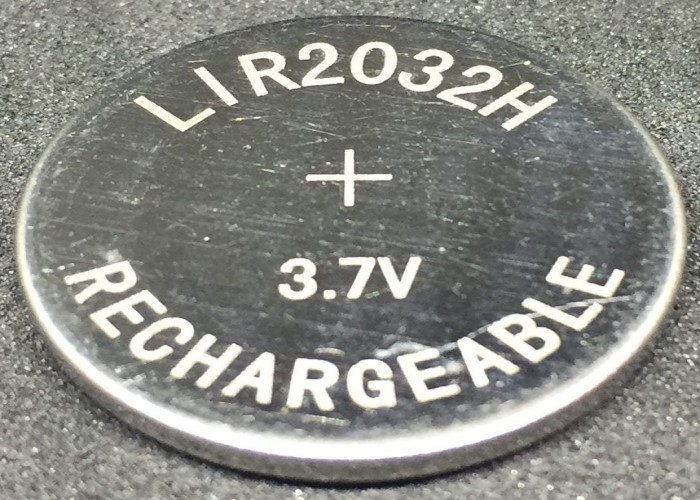 LIR2032H
+
3.7V
RECHARGEABLE